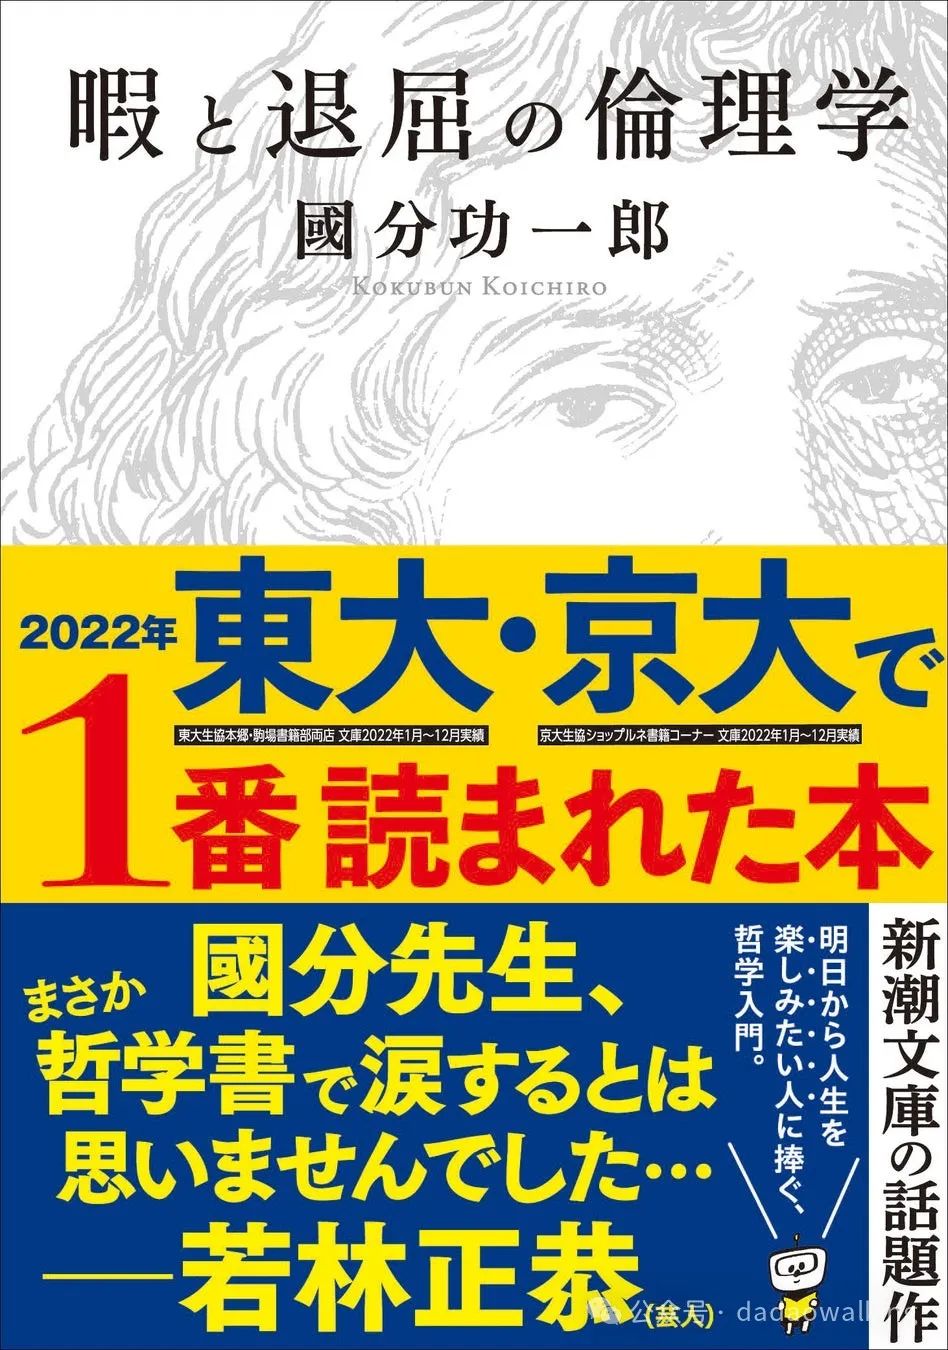 暇と退屈の倫理学
國分功一郎
KOKUBUN KOICHIRO
2022年東大・京大で
東大生協本郷・駒場書籍部両店 文庫2022年1月〜12月実績
京大生協ショップルネ書籍コーナー 文庫2022年1月〜12月実績
1番読まれた本
國分先生、
まさか
哲学書で涙するとは
思いませんでした…
──若林正恭
(芸人)
明日から人生を
楽しみたい人に捧ぐ、
哲学入門。
新潮文庫の話題作
公众号・dadaowall